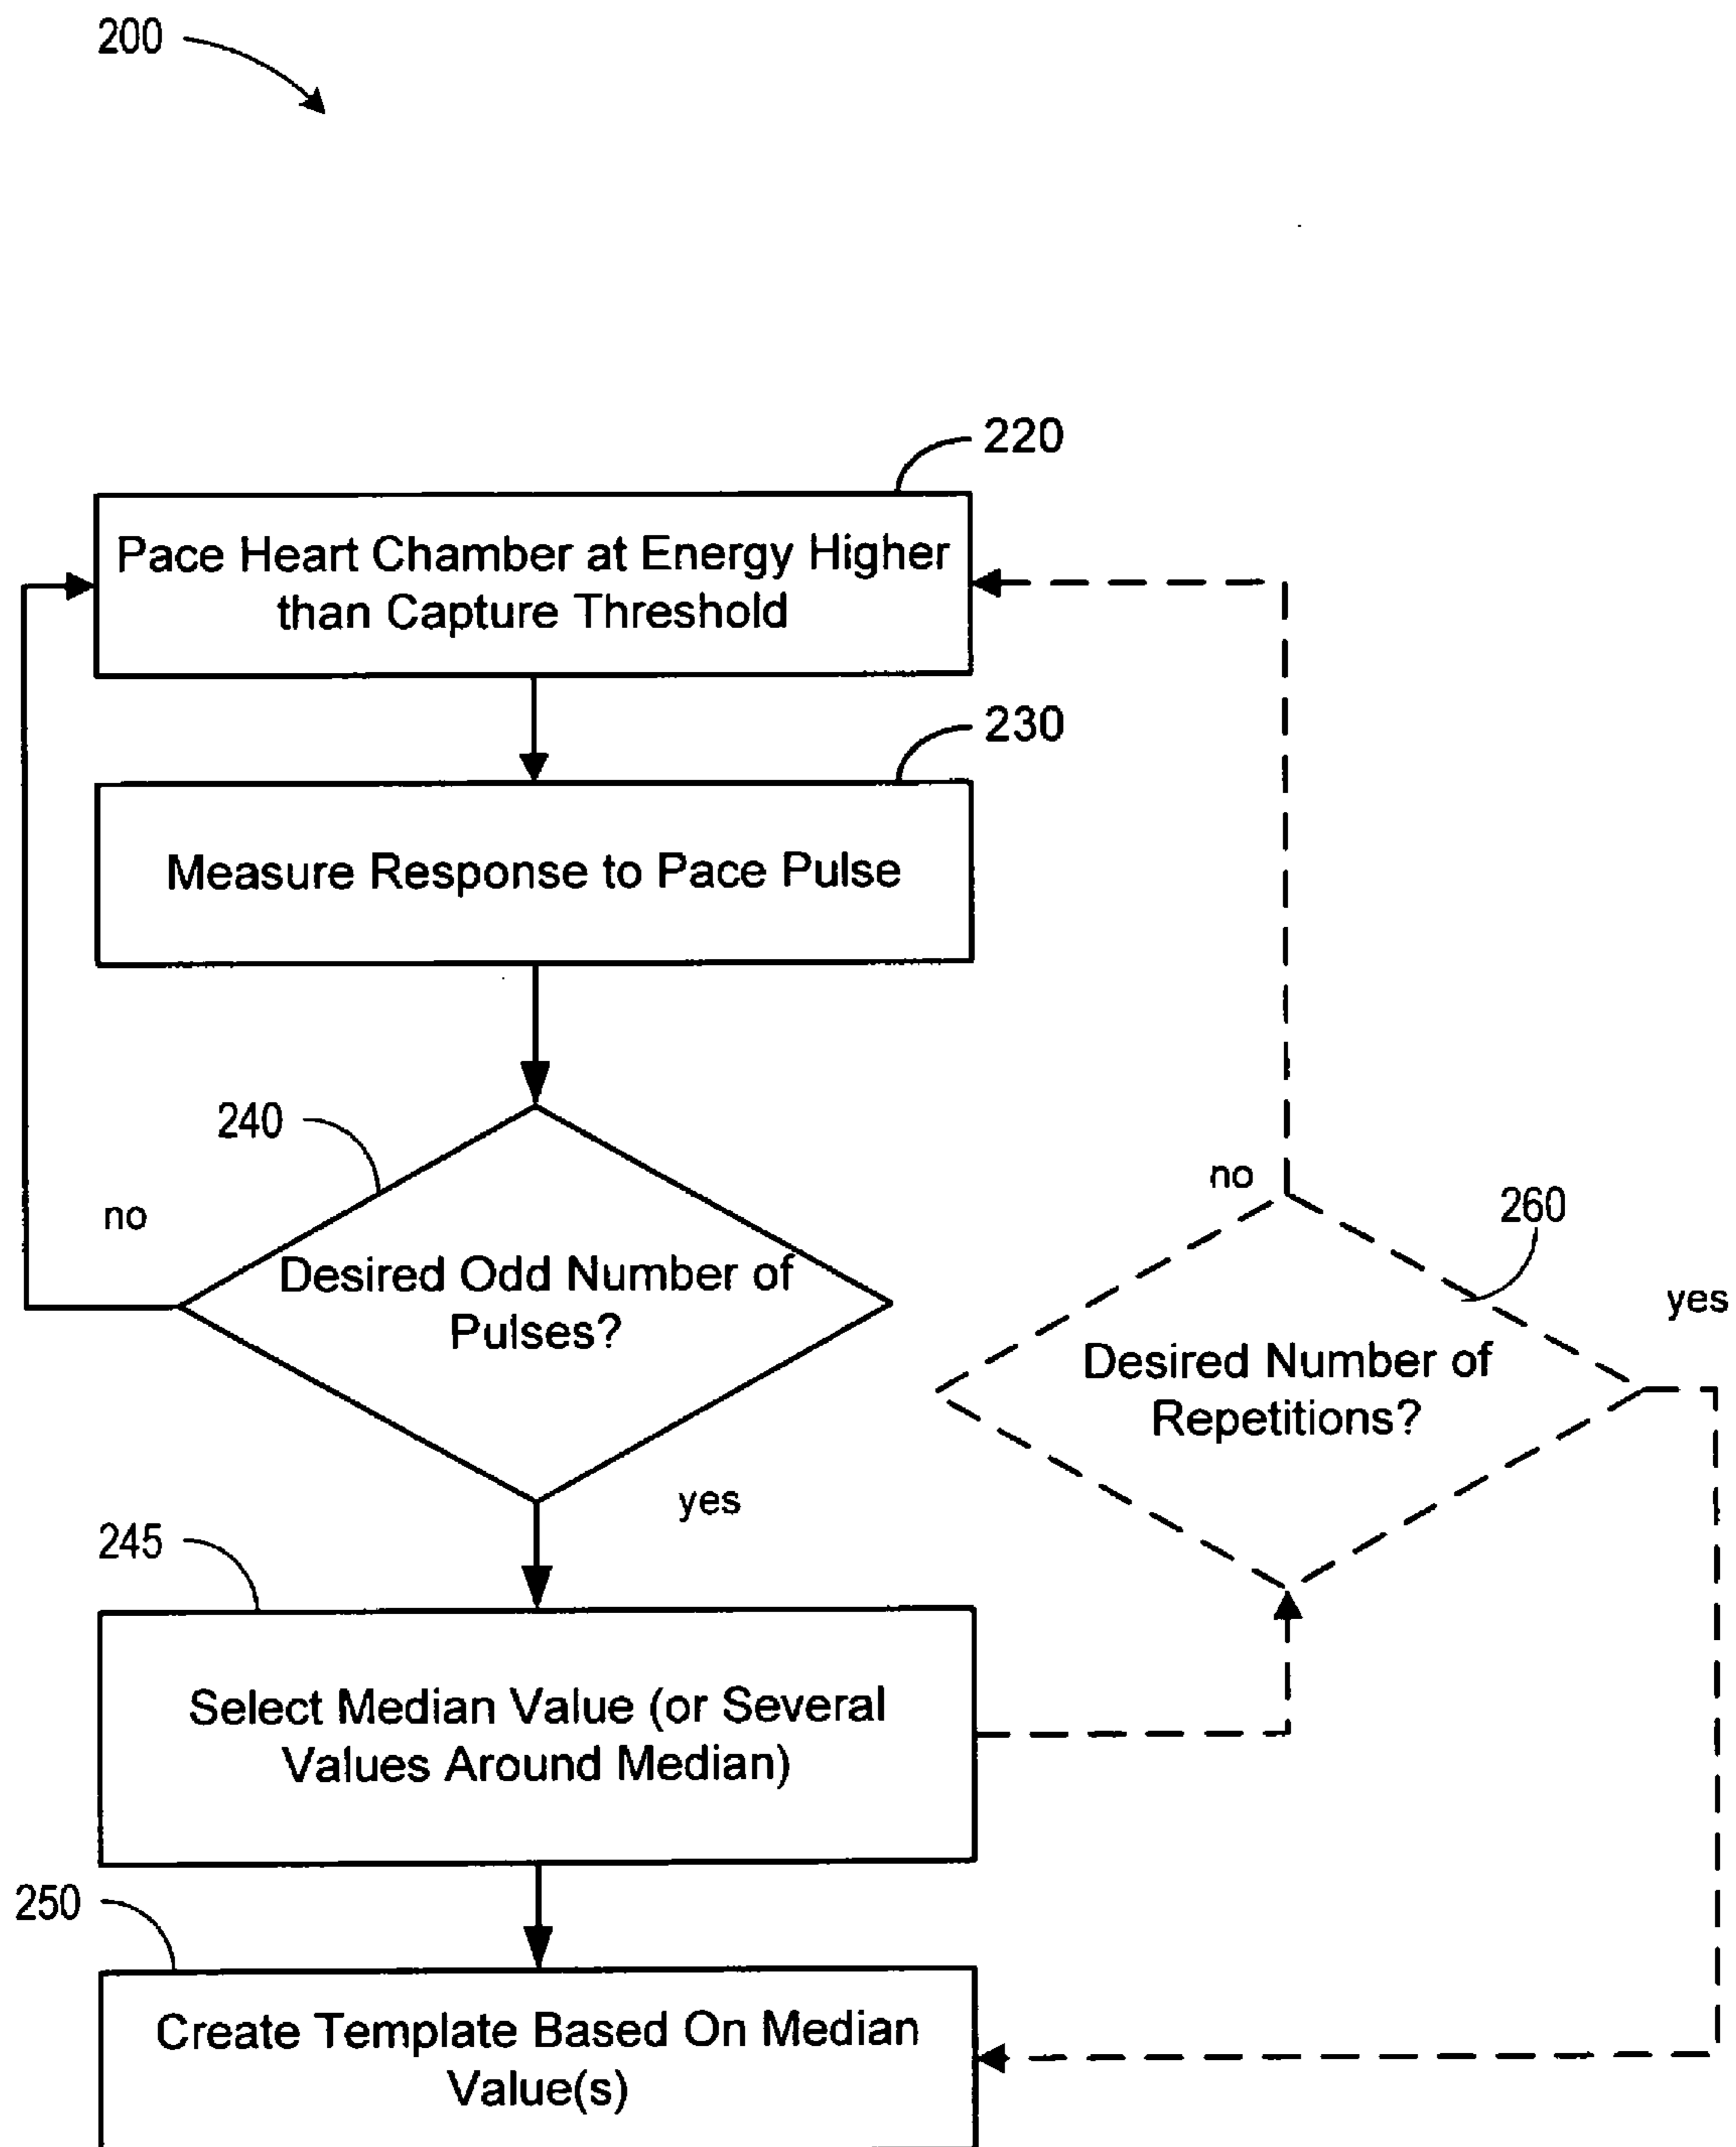 200
220
Pace Heart Chamber at Energy Higher
than Capture Threshold
230
Measure Response to Pace Pulse
240
no
Desired Odd Number of
Pulses?
yes
no
260
yes
Desired Number of
Repetitions?
245
Select Median Value (or Several
Values Around Median)
250
Create Template Based On Median
Value(s)